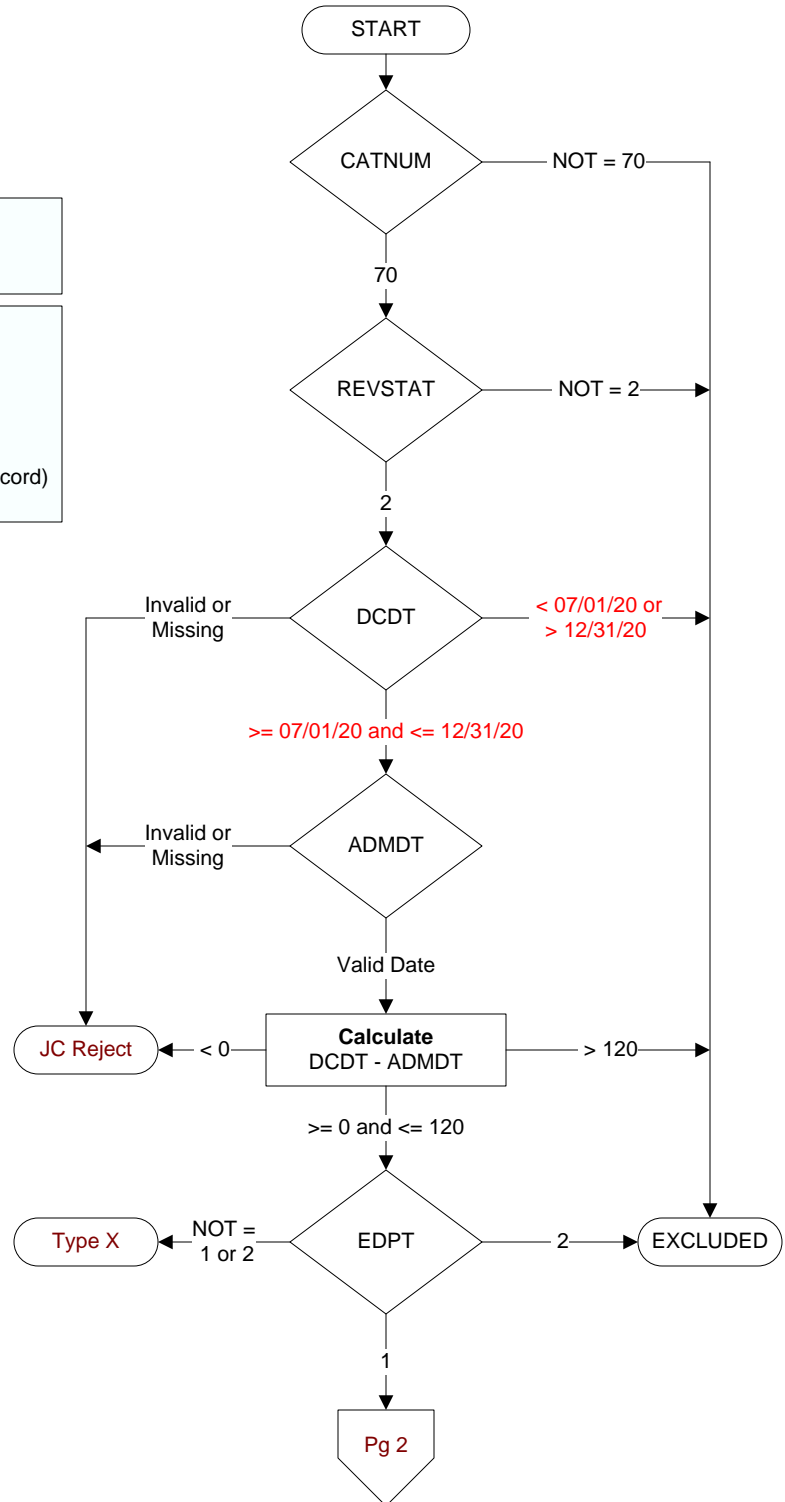 START
CATNUM
NOT = 70
70
REVSTAT
NOT = 2
cord)
2
Invalid or
Missing
DCDT
< 07/01/20 or
> 12/31/20
>= 07/01/20 and <= 12/31/20
Invalid or
Missing
ADMDT
Valid Date
JC Reject
< 0
Calculate
DCDT - ADMDT
> 120
>= 0 and <= 120
Type X
NOT =
1 or 2
EDPT
2
EXCLUDED
1
Pg 2